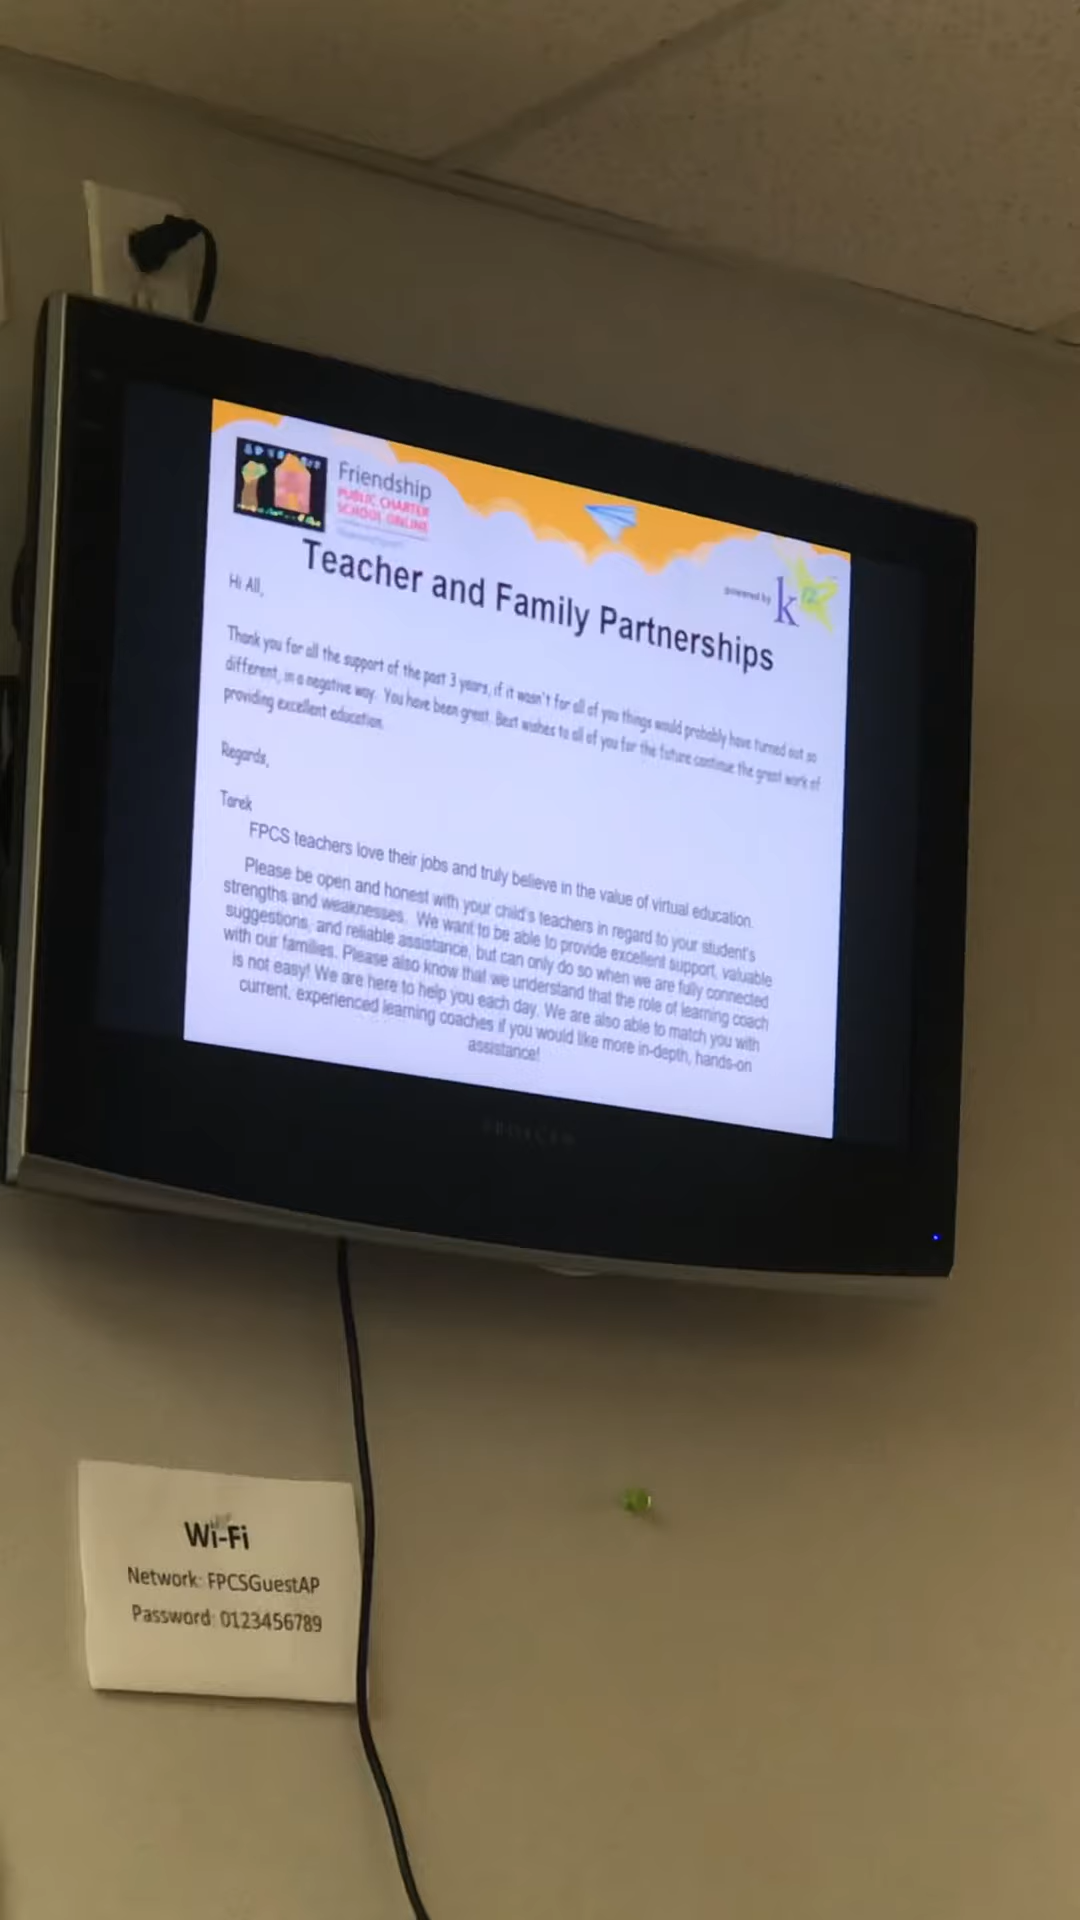 Friendship
PUBLIC CHARTER
SCHOOL ONLINE
powered by k12
Teacher and Family Partnerships
Hi All,
Thank you for all the support of the past 3 years, if it wasn't for all of you things would probably have turned out so
different, in a negative way. You have been great. Best wishes to all of you for the future continue the great work of
providing excellent education.
Regards,
Tarek
FPCS teachers love their jobs and truly believe in the value of virtual education.
Please be open and honest with your child's teachers in regard to your student's
strengths and weaknesses. We want to be able to provide excellent support, valuable
suggestions, and reliable assistance, but can only do so when we are fully connected
with our families. Please also know that we understand that the role of learning coach
is not easy! We are here to help you each day. We are also able to match you with
current, experienced learning coaches if you would like more in-depth, hands-on
assistance!
PROSCAN
Wi-Fi
Network: FPCSGuestAP
Password: 0123456789